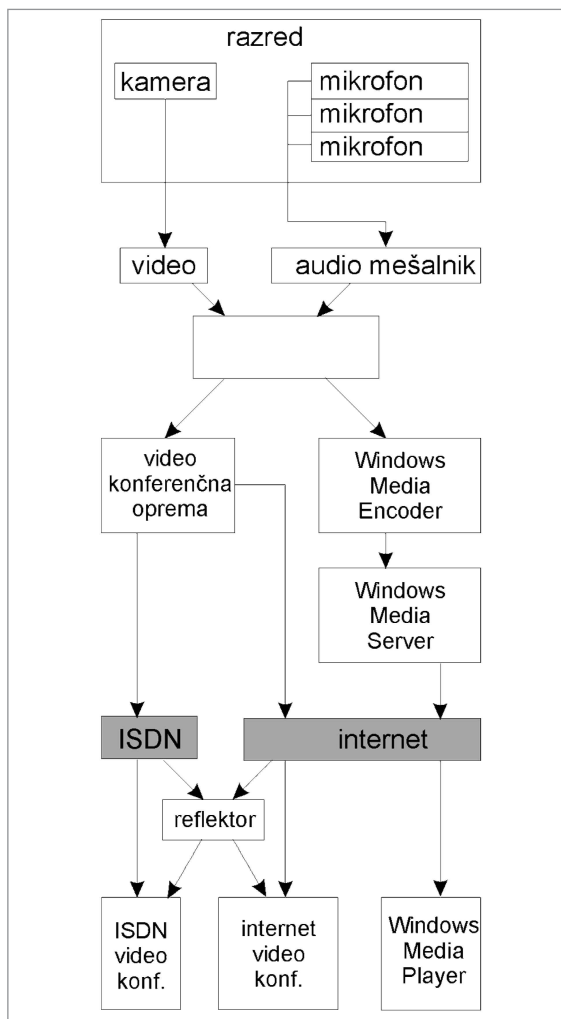 razred
kamera
mikrofon
mikrofon
mikrofon
video
audio mešalnik
video
konferenčna
oprema
Windows
Media
Encoder
Windows
Media
Server
ISDN
internet
reflektor
ISDN
video
konf.
internet
video
konf.
Windows
Media
Player